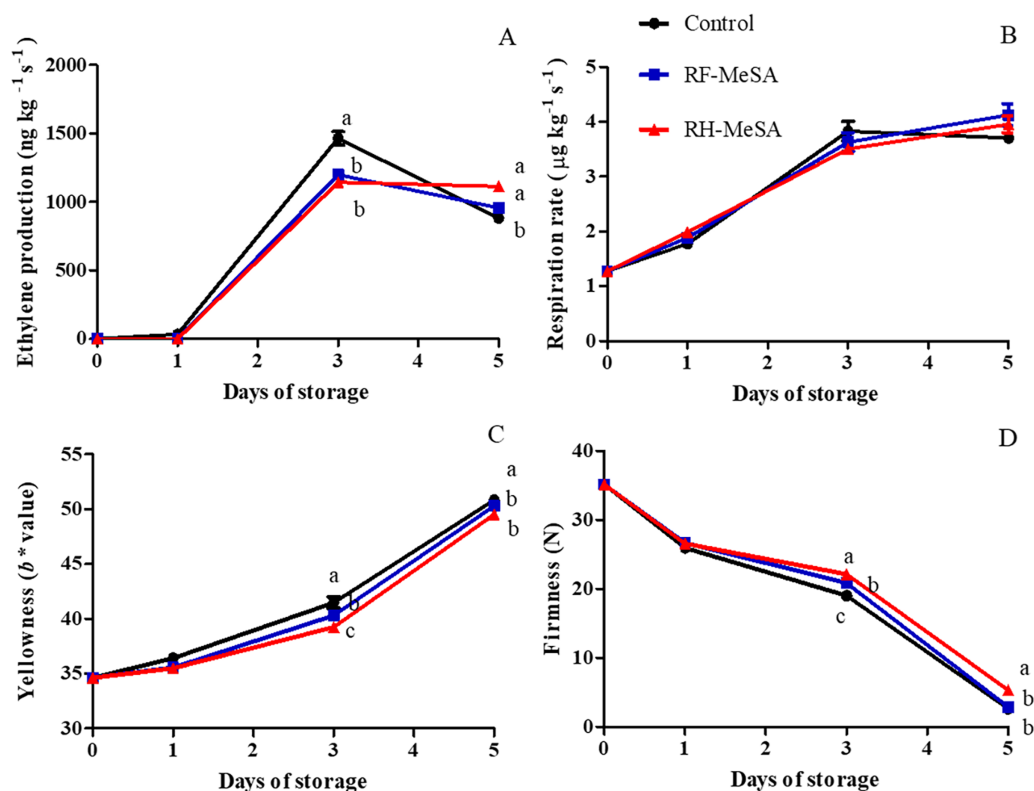 A
Ethylene production (ng kg⁻¹ s⁻¹)
2000
1500
1000
500
0
a
b
b
a
a
b
0
1
2
3
4
5
Days of storage
Control
RF-MeSA
RH-MeSA
B
Respiration rate (µg kg⁻¹ s⁻¹)
5
4
3
2
1
0
0
1
2
3
4
5
Days of storage
C
Yellowness (b* value)
55
50
45
40
35
30
a
b
c
a
b
b
0
1
2
3
4
5
Days of storage
D
Firmness (N)
40
30
20
10
0
a
b
c
a
b
b
0
1
2
3
4
5
Days of storage